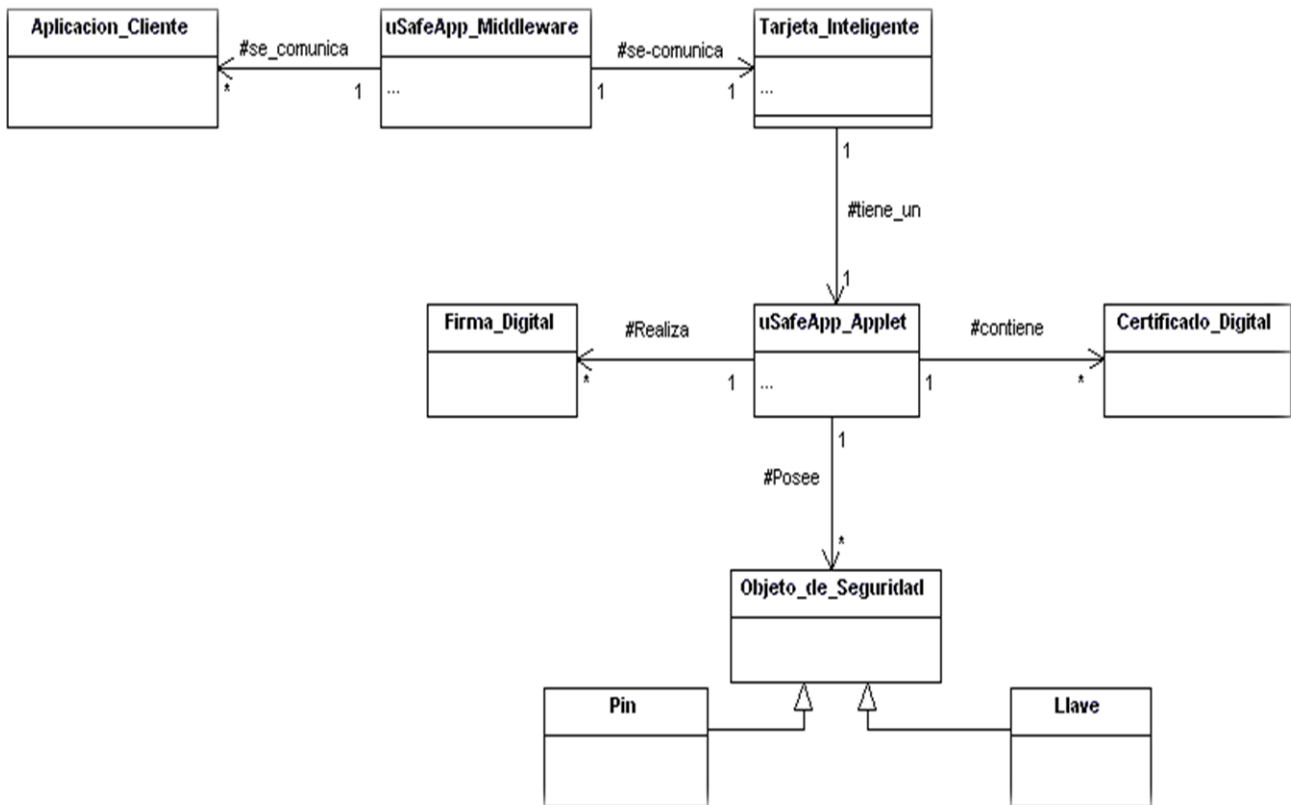 Aplicacion_Cliente
#se_comunica
*
1
uSafeApp_Middleware
...
#se-comunica
1
1
Tarjeta_Inteligente
...
1
#tiene_un
1
Firma_Digital
#Realiza
*
1
uSafeApp_Applet
...
#contiene
1
*
Certificado_Digital
1
#Posee
*
Objeto_de_Seguridad
Pin
Llave